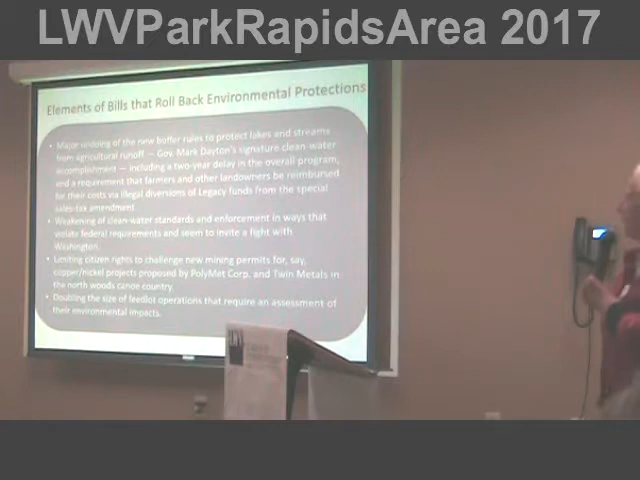 LWVParkRapidsArea 2017
Elements of Bills that Roll Back Environmental Protections
• Major undoing of the new buffer rules to protect lakes and streams
from agricultural runoff — Gov. Mark Dayton's signature clean-water
accomplishment — including a two-year delay in the overall program,
and a requirement that farmers and other landowners be reimbursed
for their costs via illegal diversions of Legacy funds from the special
sales-tax amendment.
• Weakening of clean-water standards and enforcement in ways that
violate federal requirements and seem to invite a fight with
Washington.
• Limiting citizen rights to challenge new mining permits for, say,
copper/nickel projects proposed by PolyMet Corp. and Twin Metals in
the north woods canoe country.
• Doubling the size of feedlot operations that require an assessment of
their environmental impacts.
LWV